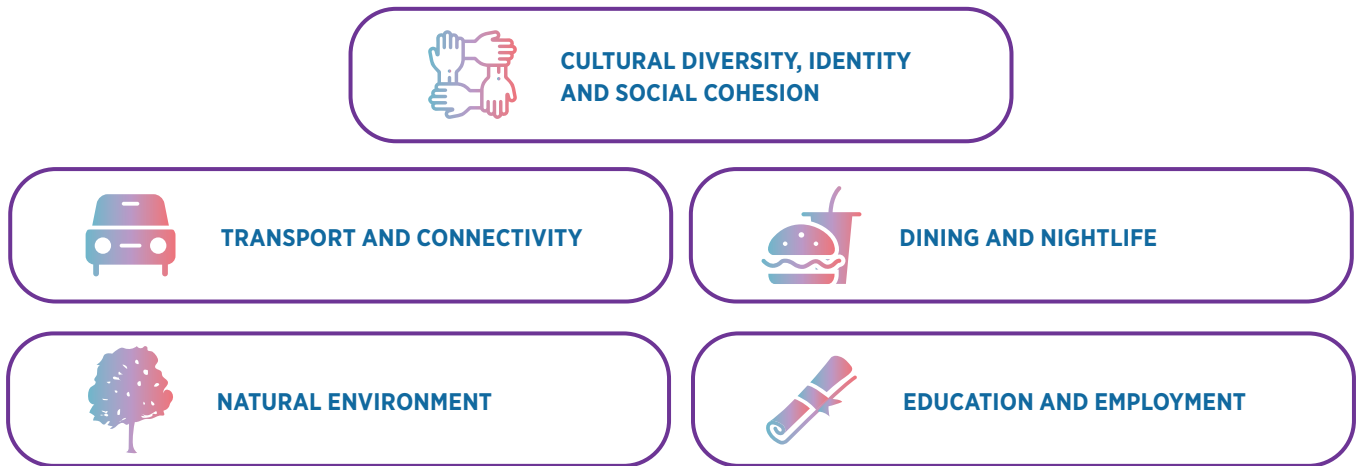 CULTURAL DIVERSITY, IDENTITY
AND SOCIAL COHESION
TRANSPORT AND CONNECTIVITY
DINING AND NIGHTLIFE
NATURAL ENVIRONMENT
EDUCATION AND EMPLOYMENT